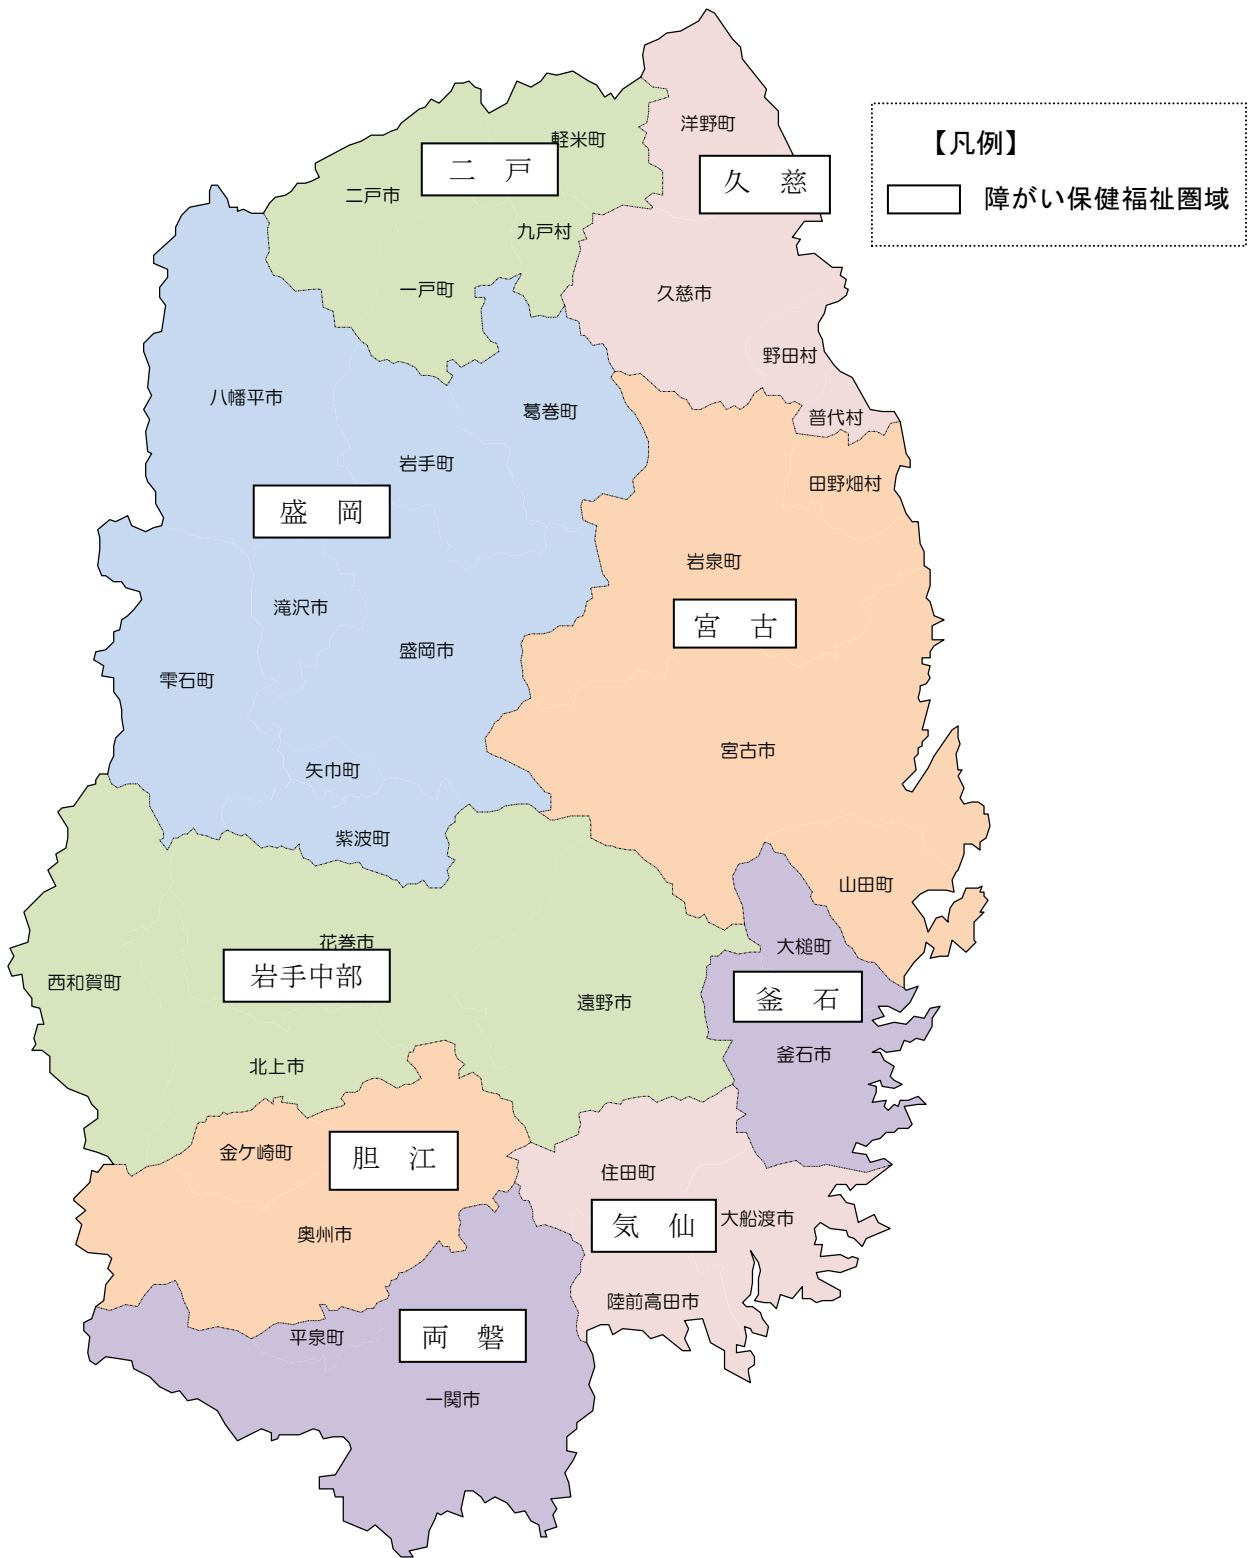 洋野町
軽米町
【凡例】
二　戸
久　慈
障がい保健福祉圏域
二戸市
九戸村
一戸町
久慈市
野田村
八幡平市
葛巻町
普代村
岩手町
田野畑村
盛　岡
岩泉町
滝沢市
宮　古
盛岡市
雫石町
宮古市
矢巾町
紫波町
山田町
花巻市
大槌町
岩手中部
西和賀町
釜　石
遠野市
釜石市
北上市
金ケ崎町
胆　江
住田町
気　仙
大船渡市
奥州市
陸前高田市
両　磐
平泉町
一関市